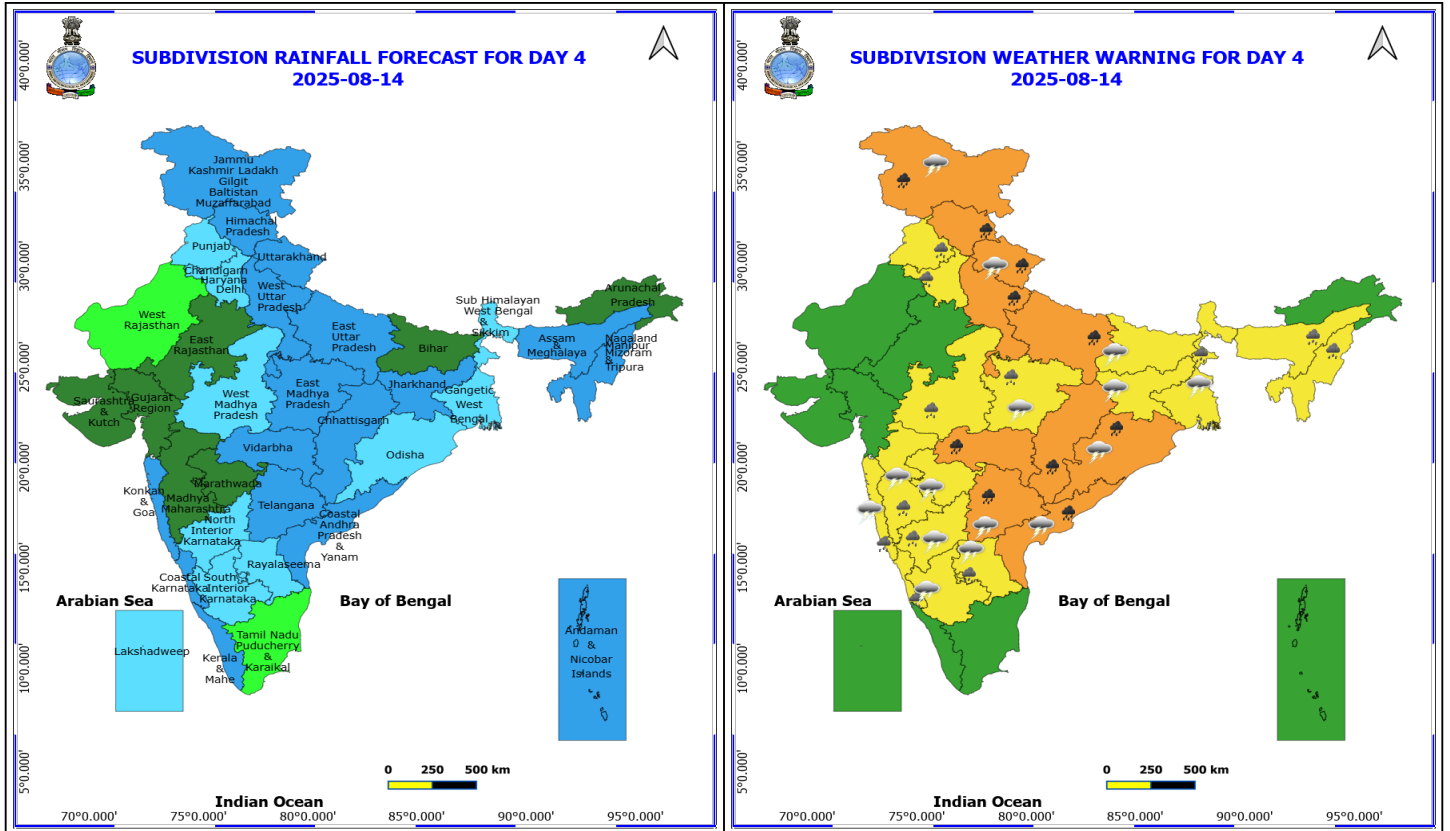 SUBDIVISION RAINFALL FORECAST FOR DAY 4
2025-08-14
40°0.000'
35°0.000'
30°0.000'
25°0.000'
20°0.000'
15°0.000'
10°0.000'
5°0.000'
Jammu
Kashmir Ladakh
Gilgit
Baltistan
Muzaffarabad
Himachal
Pradesh
Punjab
Uttarakhand
Chandigarh
Haryana
Delhi
West
Uttar
Pradesh
West
Rajasthan
East
Rajasthan
East
Uttar
Pradesh
Sub Himalayan
West Bengal
&
Sikkim
Arunachal
Pradesh
Bihar
Assam
&
Meghalaya
Nagaland
Manipur
Mizoram
&
Tripura
Saurashtra
&
Kutch
Gujarat
Region
West
Madhya
Pradesh
East
Madhya
Pradesh
Jharkhand
Gangetic
West
Bengal
Chhattisgarh
Vidarbha
Odisha
Konkan
&
Goa
Marathwada
Madhya
Maharashtra
Telangana
North
Interior
Karnataka
Coastal
Andhra
Pradesh
&
Yanam
Rayalaseema
Coastal
Karnataka
South
Interior
Karnataka
Arabian Sea
Bay of Bengal
Lakshadweep
Kerala
&
Mahe
Tamil Nadu
Puducherry
&
Karaikal
Andaman
&
Nicobar
Islands
0 250 500 km
Indian Ocean
70°0.000' 75°0.000' 80°0.000' 85°0.000' 90°0.000' 95°0.000'
SUBDIVISION WEATHER WARNING FOR DAY 4
2025-08-14
40°0.000'
35°0.000'
30°0.000'
25°0.000'
20°0.000'
15°0.000'
10°0.000'
5°0.000'
Arabian Sea
Bay of Bengal
0 250 500 km
Indian Ocean
70°0.000' 75°0.000' 80°0.000' 85°0.000' 90°0.000' 95°0.000'